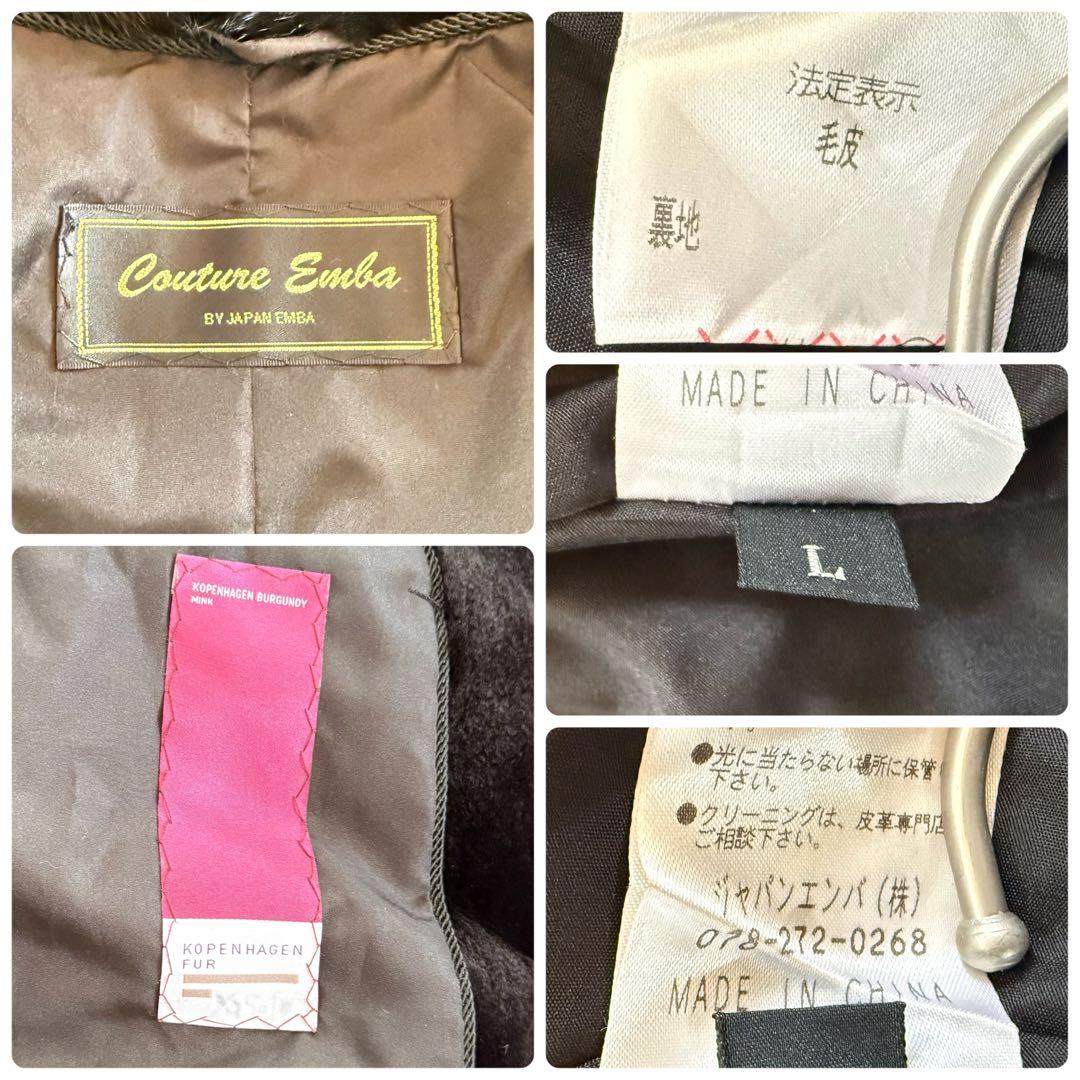 Couture Emba
BY JAPAN EMBA
法定表示
毛皮
裏地
MADE IN CHINA
L
KOPENHAGEN BURGUNDY
MINK
KOPENHAGEN
FUR
●光に当たらない場所に保管
下さい。
●クリーニングは、皮革専門店
ご相談下さい。
ジャパンエンバ(株)
078-272-0268
MADE IN CHINA